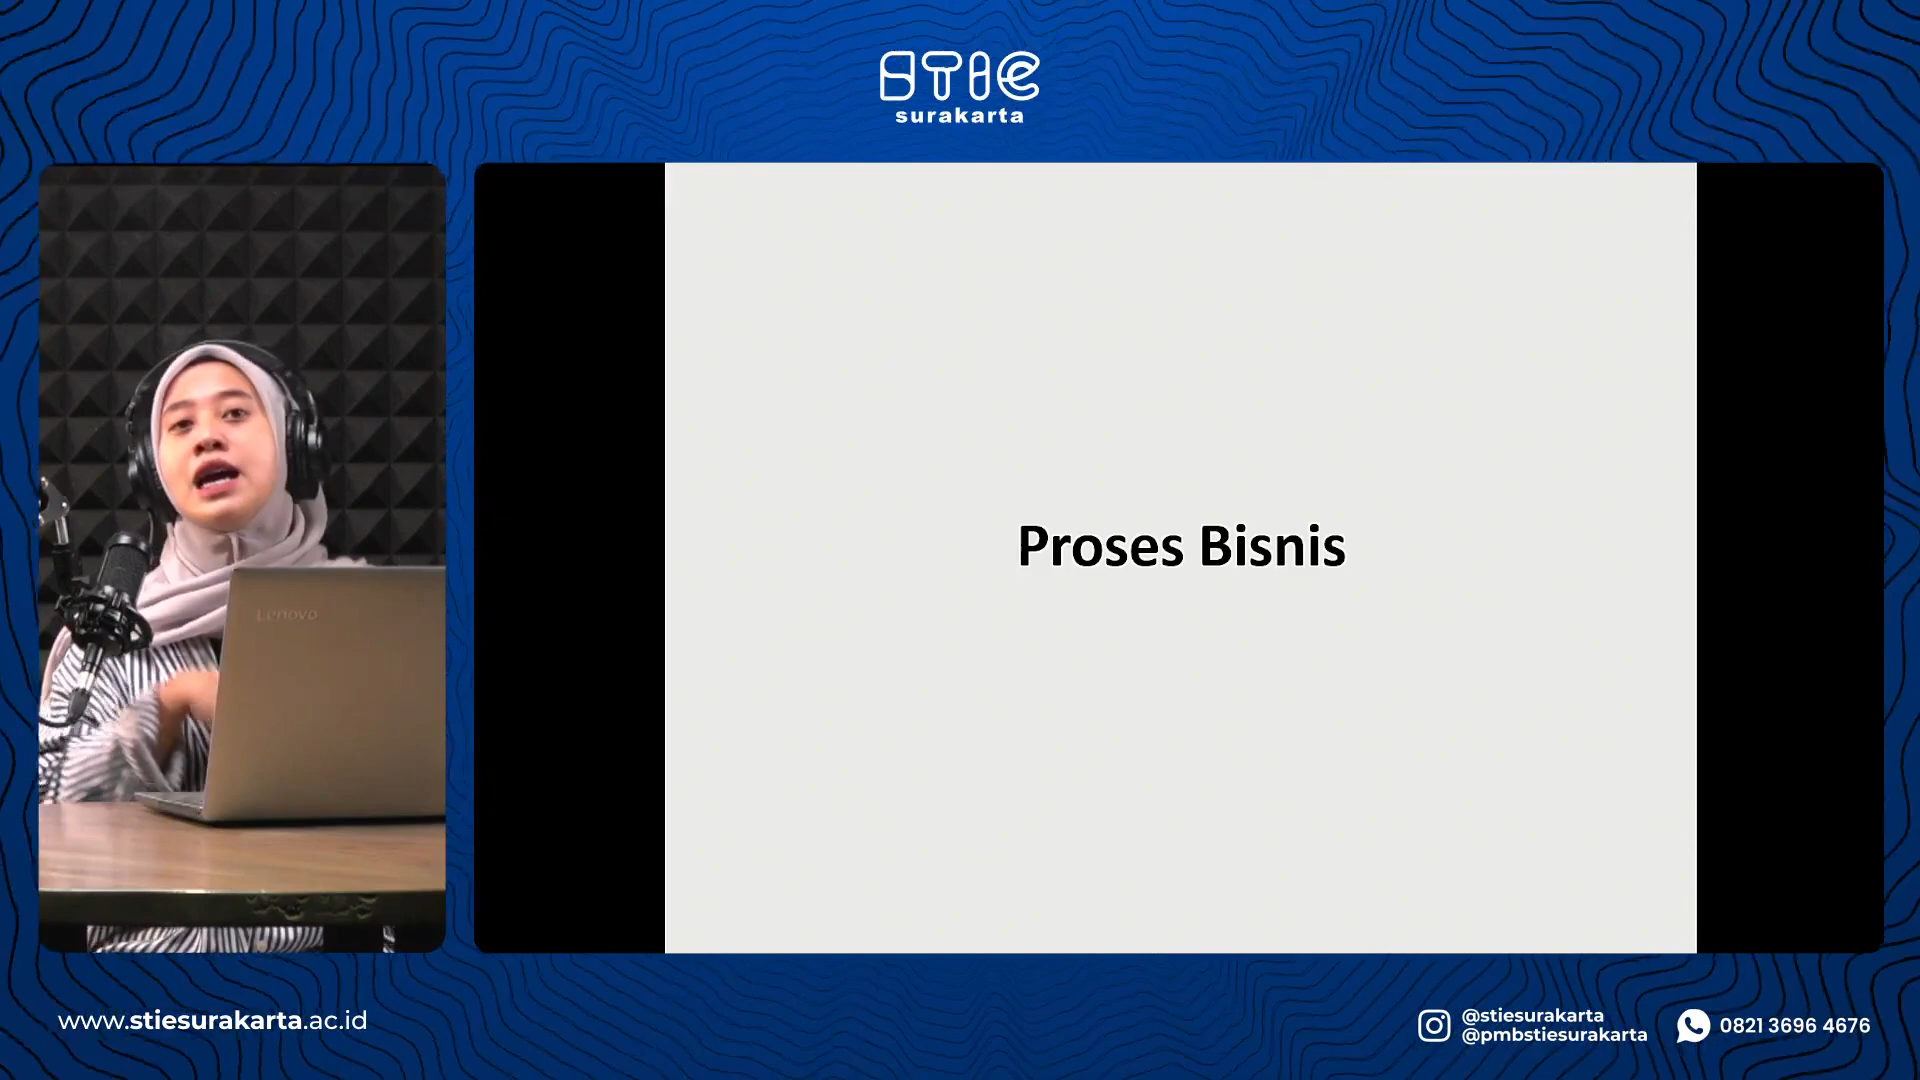 STIE
surakarta
Lenovo
Proses Bisnis
www.stiesurakarta.ac.id
@stiesurakarta
@pmbstiesurakarta
0821 3696 4676